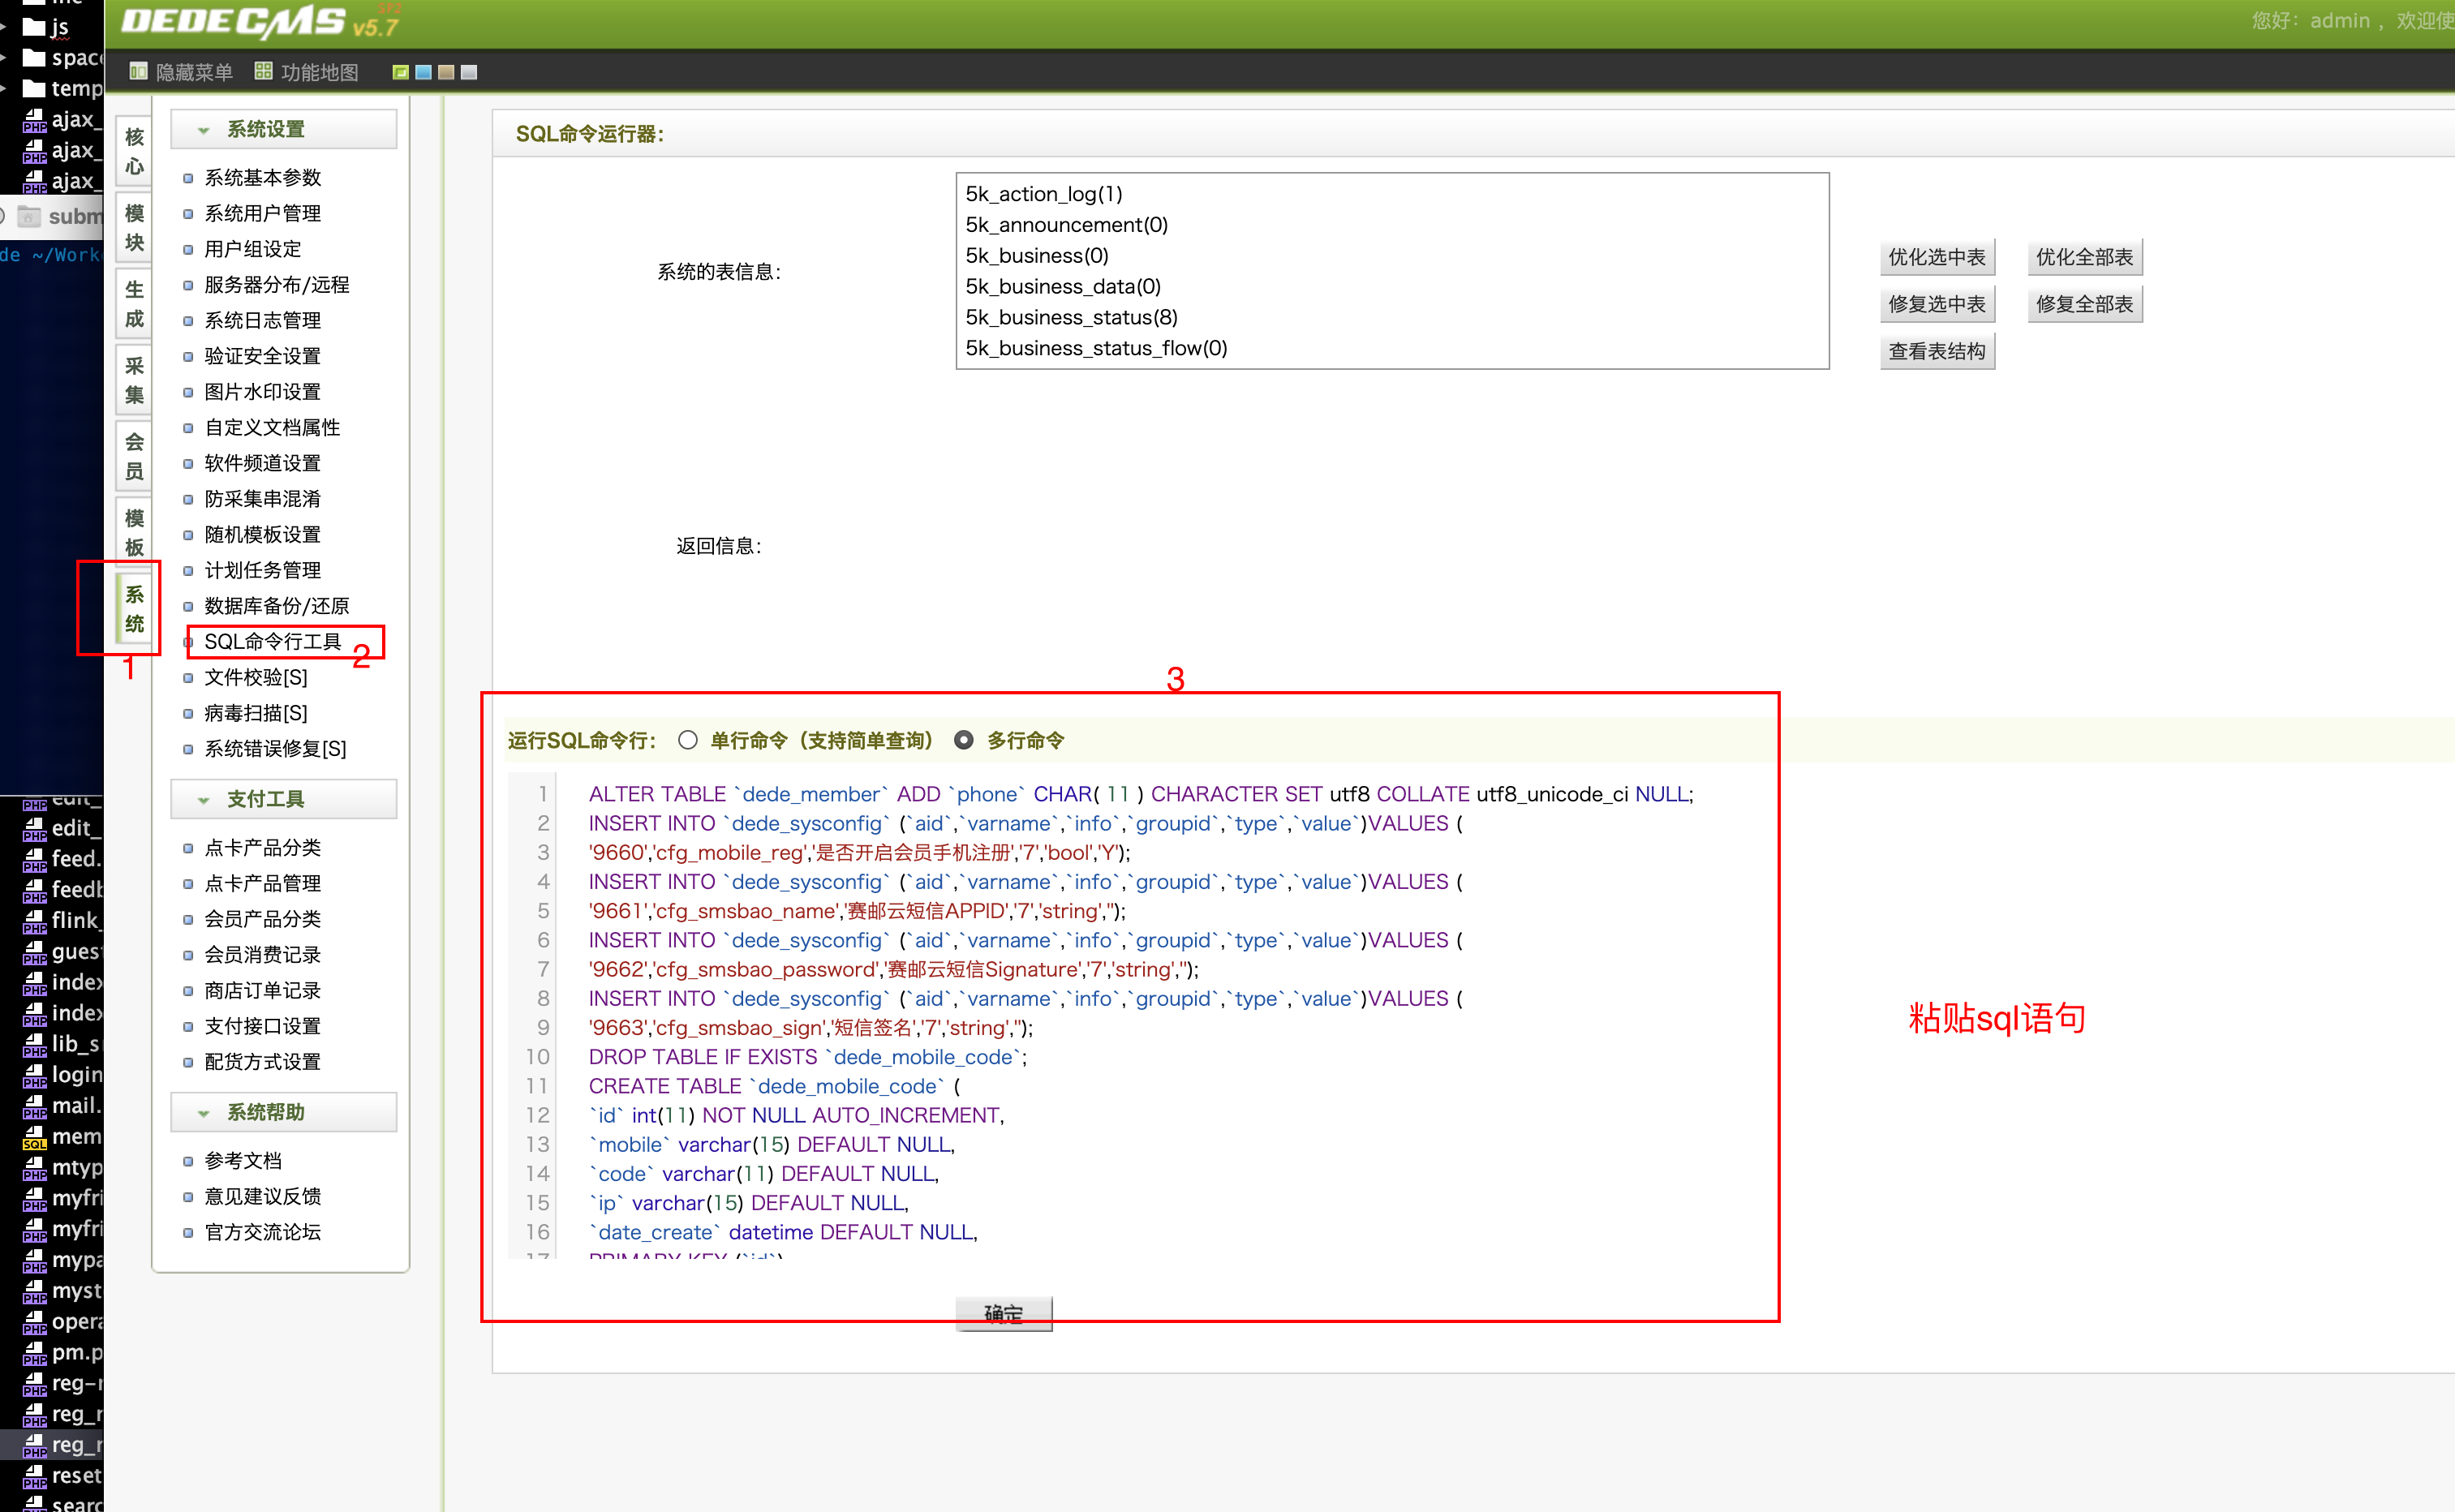 js
spac
temp
ajax_
ajax_
ajax_
subm
de ~/Work
edit_
edit_
feed.
feedb
flink_
guest
index
index
lib_s
login
mail.
mem
mtyp
myfri
myfri
mypa
myst
opera
pm.p
reg-r
reg_r
reg_r
reset
searc
DEDECMS v5.7 SP2
您好：admin ，欢迎使
隐藏菜单 功能地图
核心
模块
生成
采集
会员
模板
系统
1
系统设置
系统基本参数
系统用户管理
用户组设定
服务器分布/远程
系统日志管理
验证安全设置
图片水印设置
自定义文档属性
软件频道设置
防采集串混淆
随机模板设置
计划任务管理
数据库备份/还原
SQL命令行工具
2
文件校验[S]
病毒扫描[S]
系统错误修复[S]
支付工具
点卡产品分类
点卡产品管理
会员产品分类
会员消费记录
商店订单记录
支付接口设置
配货方式设置
系统帮助
参考文档
意见建议反馈
官方交流论坛
SQL命令运行器：
系统的表信息：
5k_action_log(1)
5k_announcement(0)
5k_business(0)
5k_business_data(0)
5k_business_status(8)
5k_business_status_flow(0)
优化选中表 优化全部表
修复选中表 修复全部表
查看表结构
返回信息：
3
运行SQL命令行： 单行命令（支持简单查询） 多行命令
1 ALTER TABLE `dede_member` ADD `phone` CHAR( 11 ) CHARACTER SET utf8 COLLATE utf8_unicode_ci NULL;
2 INSERT INTO `dede_sysconfig` (`aid`,`varname`,`info`,`groupid`,`type`,`value`)VALUES (
3 '9660','cfg_mobile_reg','是否开启会员手机注册','7','bool','Y');
4 INSERT INTO `dede_sysconfig` (`aid`,`varname`,`info`,`groupid`,`type`,`value`)VALUES (
5 '9661','cfg_smsbao_name','赛邮云短信APPID','7','string','');
6 INSERT INTO `dede_sysconfig` (`aid`,`varname`,`info`,`groupid`,`type`,`value`)VALUES (
7 '9662','cfg_smsbao_password','赛邮云短信Signature','7','string','');
8 INSERT INTO `dede_sysconfig` (`aid`,`varname`,`info`,`groupid`,`type`,`value`)VALUES (
9 '9663','cfg_smsbao_sign','短信签名','7','string','');
10 DROP TABLE IF EXISTS `dede_mobile_code`;
11 CREATE TABLE `dede_mobile_code` (
12 `id` int(11) NOT NULL AUTO_INCREMENT,
13 `mobile` varchar(15) DEFAULT NULL,
14 `code` varchar(11) DEFAULT NULL,
15 `ip` varchar(15) DEFAULT NULL,
16 `date_create` datetime DEFAULT NULL,
17 PRIMARY KEY (`id`)
确定
粘贴sql语句